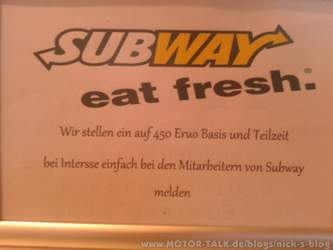 SUBWAY
eat fresh.
Wir stellen ein auf 450 Eruo Basis und Teilzeit
bei Intersse einfach bei den Mitarbeitern von Subway
melden
www.MOTOR-TALK.de/blogs/nick-s-blog